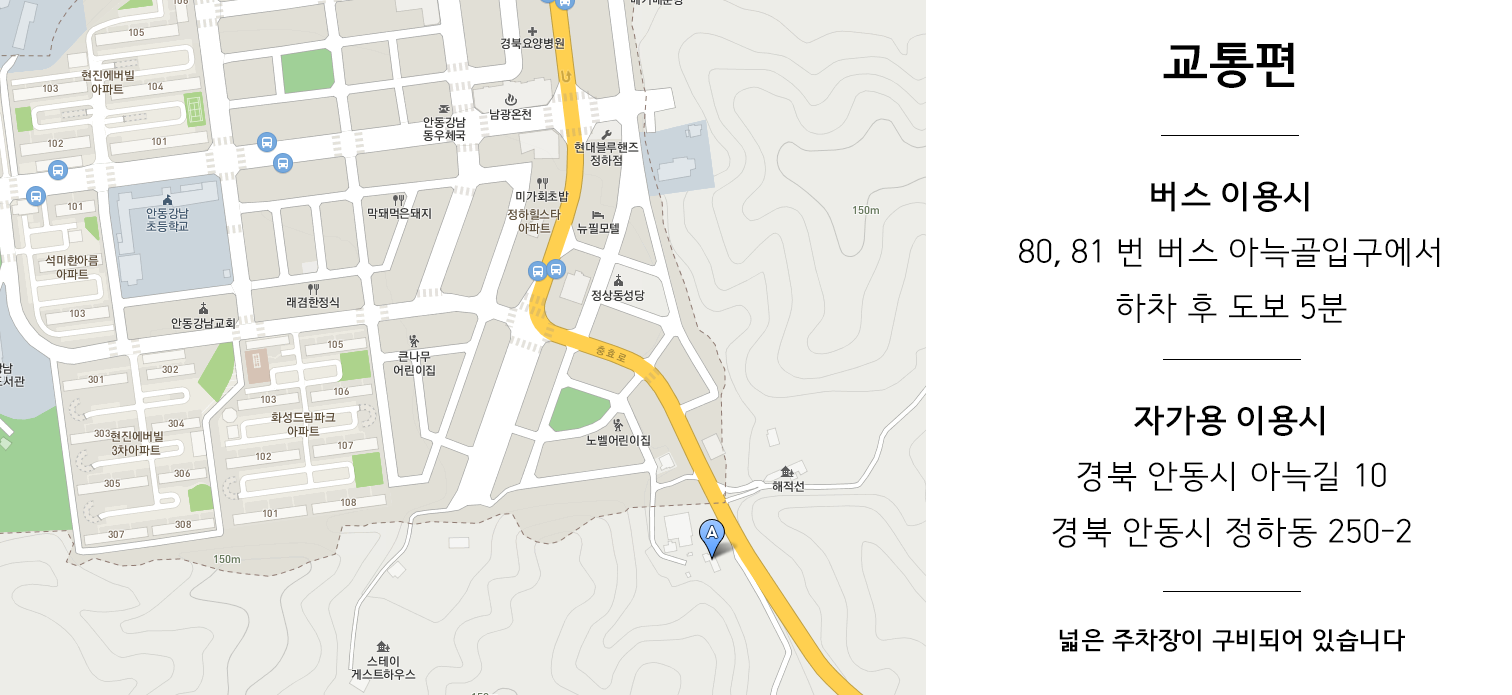 106
메가배움창
105
경북요양병원
현진에버빌
아파트
103
104
안동강남
동우체국
남광온천
102
101
현대블루핸즈
정하점
101
안동강남
초등학교
막돼먹은돼지
미가회초밥
정하힐스타
아파트
뉴필모텔
150m
석미한아름
아파트
103
래겸한정식
안동강남교회
정상동성당
301
302
105
큰나무
어린이집
충효로
103
106
303
현진에버빌
3차아파트
304
화성드림파크
아파트
노벨어린이집
305
306
102
107
해적선
307
308
101
108
A
150m
스테이
게스트하우스
150
교통편
버스 이용시
80, 81 번 버스 아늑골입구에서
하차 후 도보 5분
자가용 이용시
경북 안동시 아늑길 10
경북 안동시 정하동 250-2
넓은 주차장이 구비되어 있습니다